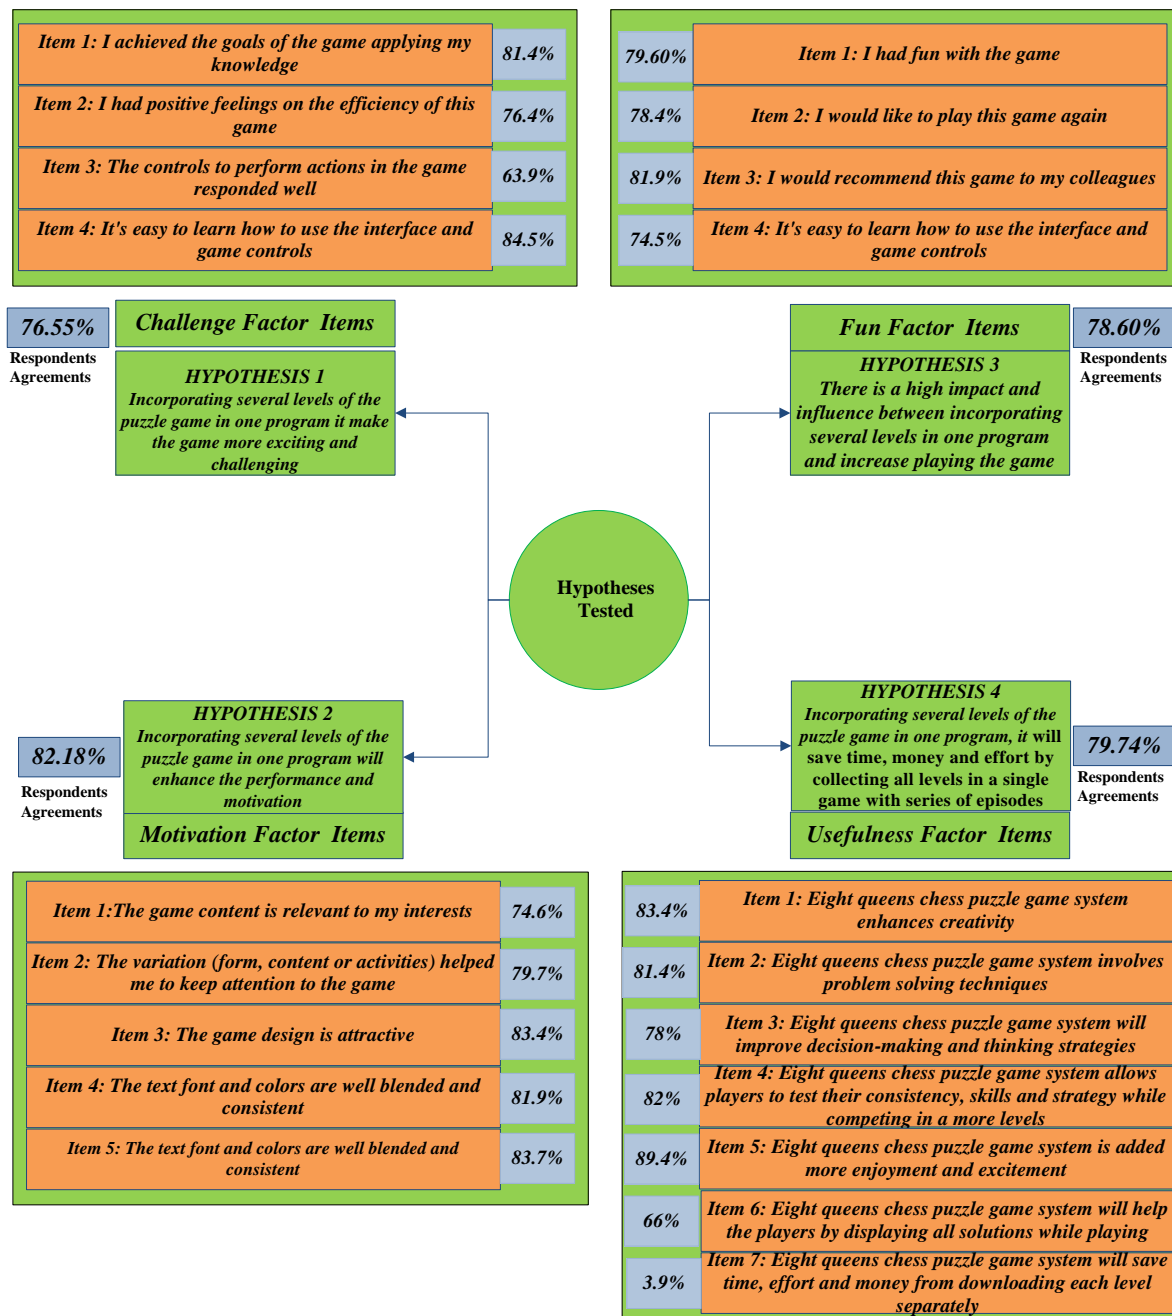 Item 1: I achieved the goals of the game applying my
knowledge
81.4%
Item 2: I had positive feelings on the efficiency of this
game
76.4%
Item 3: The controls to perform actions in the game
responded well
63.9%
Item 4: It's easy to learn how to use the interface and
game controls
84.5%
79.60%
Item 1: I had fun with the game
78.4%
Item 2: I would like to play this game again
81.9%
Item 3: I would recommend this game to my colleagues
74.5%
Item 4: It's easy to learn how to use the interface and
game controls
76.55%
Respondents
Agreements
Challenge Factor Items
HYPOTHESIS 1
Incorporating several levels of the
puzzle game in one program it make
the game more exciting and
challenging
Fun Factor Items
78.60%
Respondents
Agreements
HYPOTHESIS 3
There is a high impact and
influence between incorporating
several levels in one program
and increase playing the game
Hypotheses
Tested
82.18%
Respondents
Agreements
HYPOTHESIS 2
Incorporating several levels of the
puzzle game in one program will
enhance the performance and
motivation
Motivation Factor Items
HYPOTHESIS 4
Incorporating several levels of the
puzzle game in one program, it will
save time, money and effort by
collecting all levels in a single
game with series of episodes
79.74%
Respondents
Agreements
Usefulness Factor Items
Item 1:The game content is relevant to my interests
74.6%
Item 2: The variation (form, content or activities) helped
me to keep attention to the game
79.7%
Item 3: The game design is attractive
83.4%
Item 4: The text font and colors are well blended and
consistent
81.9%
Item 5: The text font and colors are well blended and
consistent
83.7%
83.4%
Item 1: Eight queens chess puzzle game system
enhances creativity
81.4%
Item 2: Eight queens chess puzzle game system involves
problem solving techniques
78%
Item 3: Eight queens chess puzzle game system will
improve decision-making and thinking strategies
82%
Item 4: Eight queens chess puzzle game system allows
players to test their consistency, skills and strategy while
competing in a more levels
89.4%
Item 5: Eight queens chess puzzle game system is added
more enjoyment and excitement
66%
Item 6: Eight queens chess puzzle game system will help
the players by displaying all solutions while playing
3.9%
Item 7: Eight queens chess puzzle game system will save
time, effort and money from downloading each level
separately